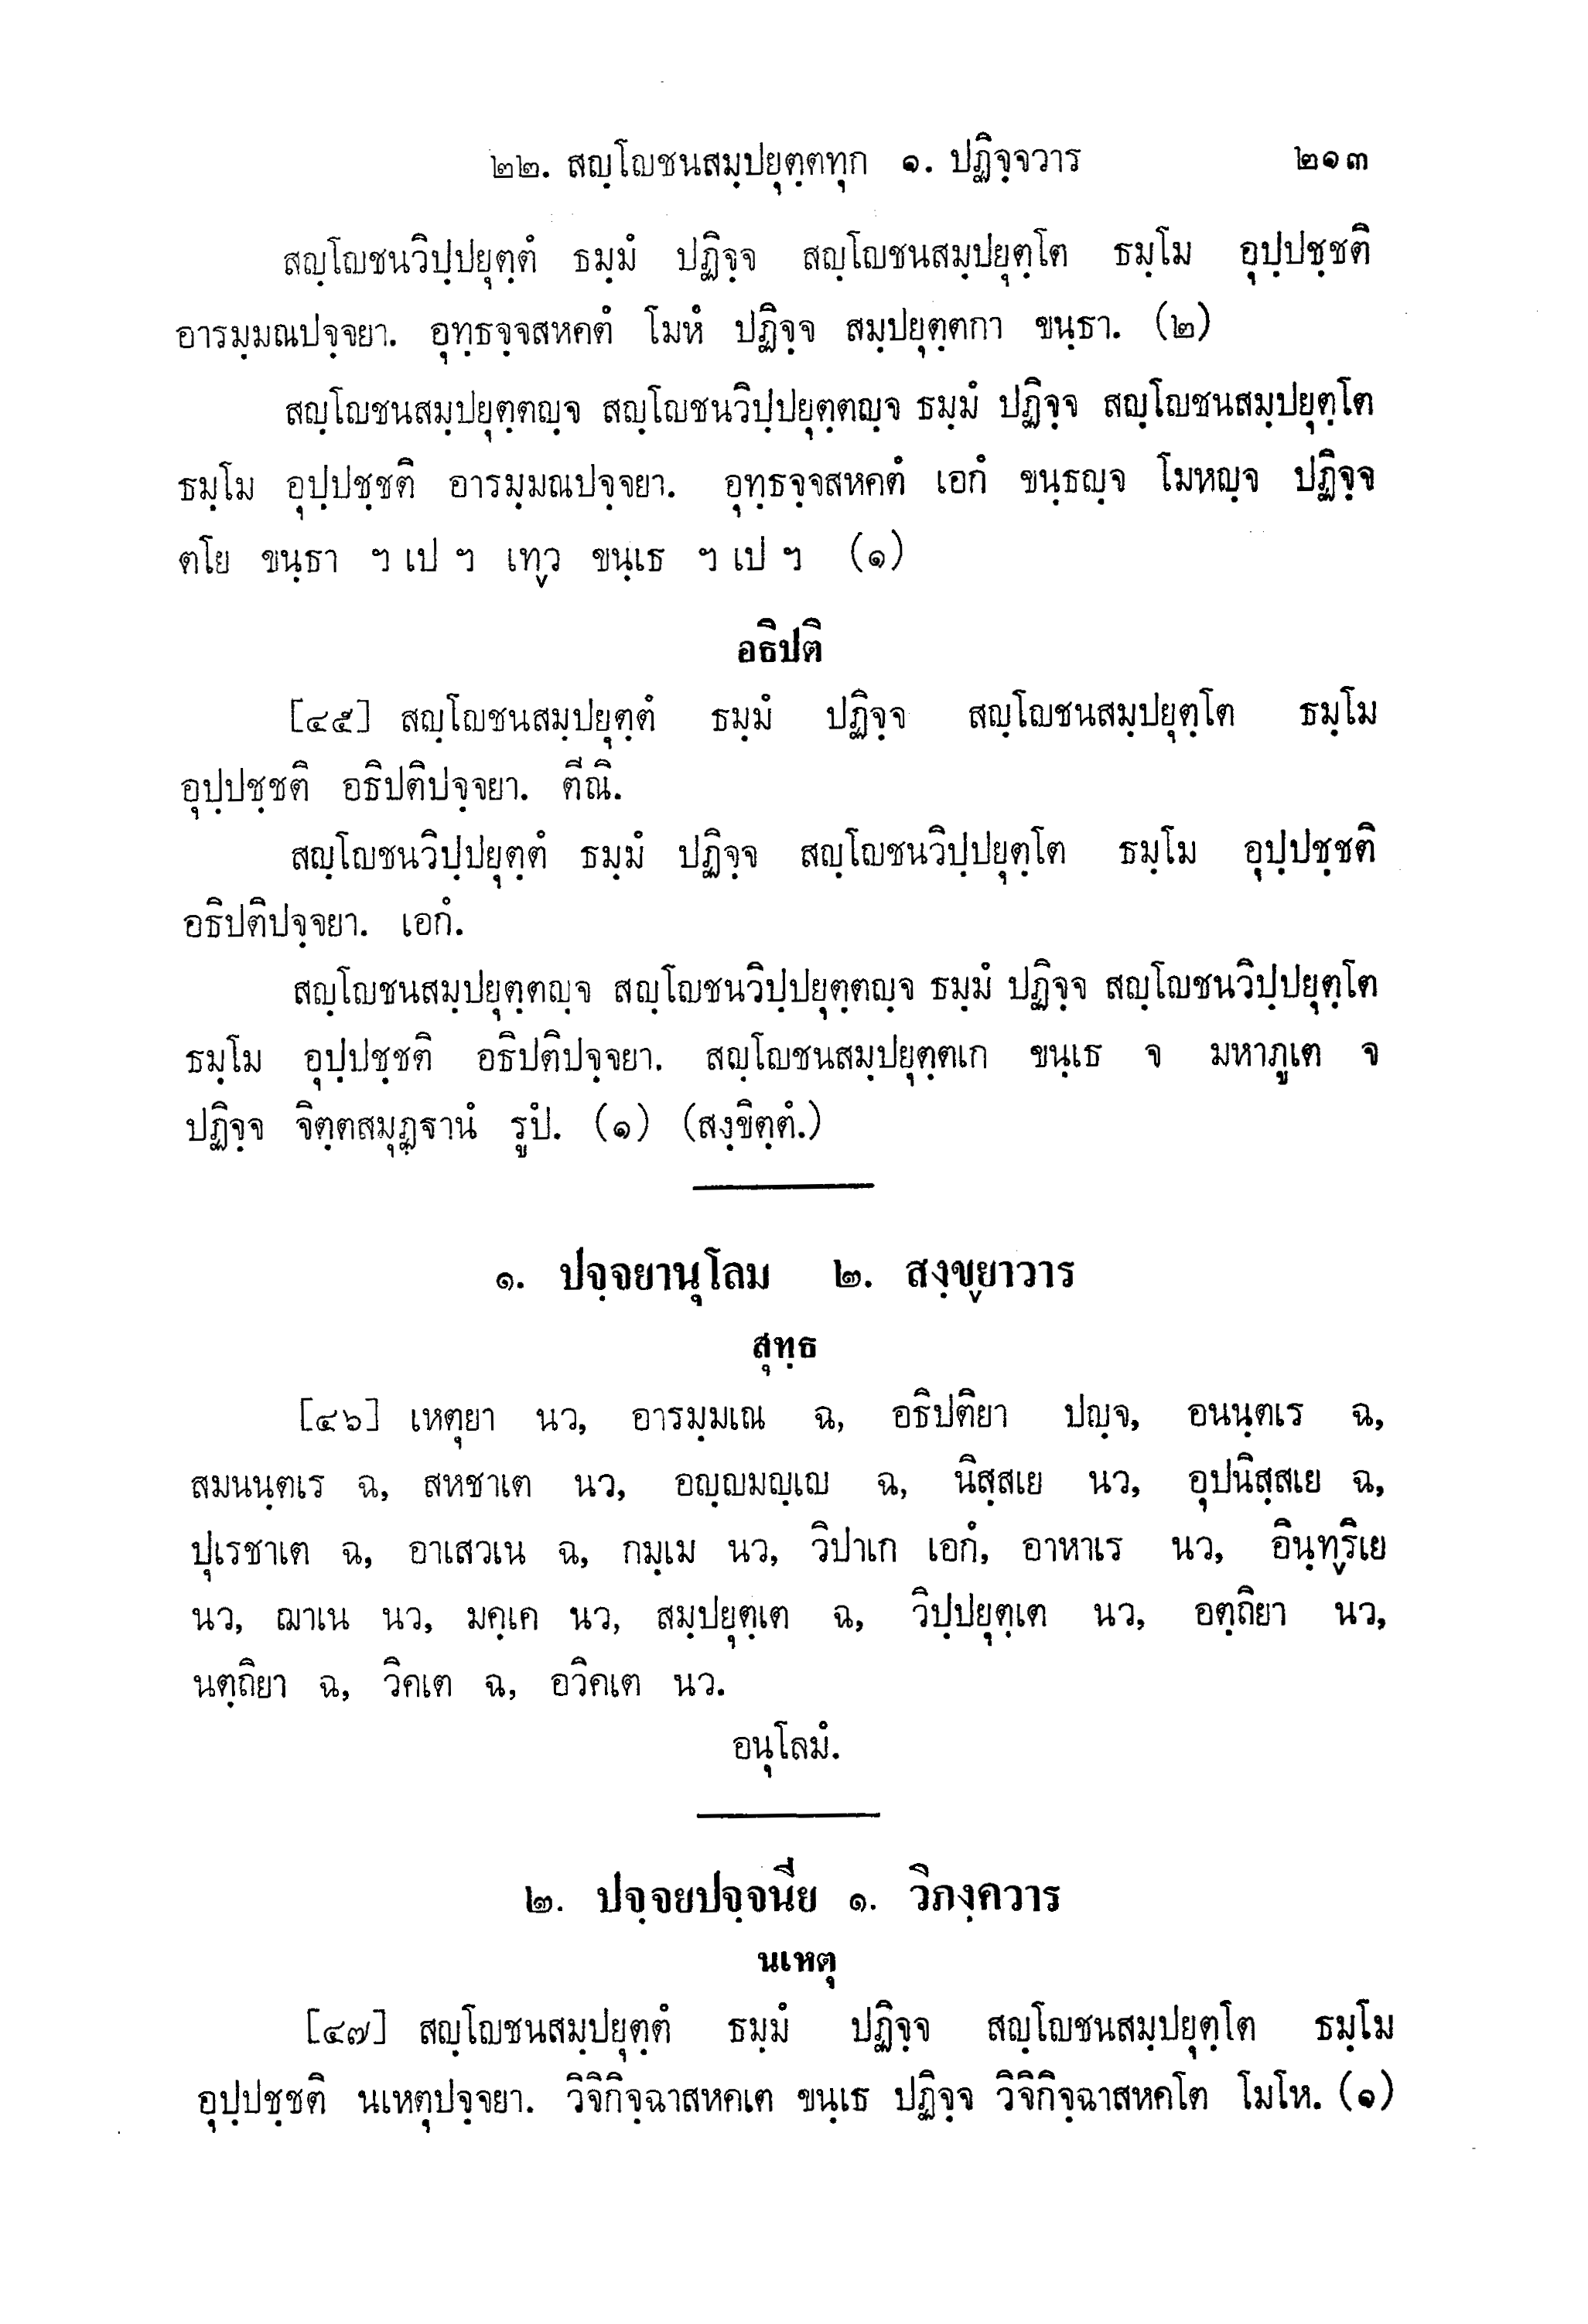 ๒๒. สญฺโญชนสมฺปยุตฺตทุก ๑. ปฏิจฺจวาร ๒๑๓
สญฺโญชนวิปฺปยุตฺตํ ธมฺมํ ปฏิจฺจ สญฺโญชนสมฺปยุตฺโต ธมฺโม อุปฺปชฺชติ
อารมฺมณปจฺจยา. อุทฺธจฺจสหคตํ โมหํ ปฏิจฺจ สมฺปยุตฺตกา ขนฺธา. (๒)
สญฺโญชนสมฺปยุตฺตญฺจ สญฺโญชนวิปฺปยุตฺตญฺจ ธมฺมํ ปฏิจฺจ สญฺโญชนสมฺปยุตฺโต
ธมฺโม อุปฺปชฺชติ อารมฺมณปจฺจยา. อุทฺธจฺจสหคตํ เอกํ ขนฺธญฺจ โมหญฺจ ปฏิจฺจ
ตโย ขนฺธา ฯ เป ฯ เทฺว ขนฺเธ ฯ เป ฯ (๑)
อธิปติ
[๔๕] สญฺโญชนสมฺปยุตฺตํ ธมฺมํ ปฏิจฺจ สญฺโญชนสมฺปยุตฺโต ธมฺโม
อุปฺปชฺชติ อธิปติปจฺจยา. ตีณิ.
สญฺโญชนวิปฺปยุตฺตํ ธมฺมํ ปฏิจฺจ สญฺโญชนวิปฺปยุตฺโต ธมฺโม อุปฺปชฺชติ
อธิปติปจฺจยา. เอกํ.
สญฺโญชนสมฺปยุตฺตญฺจ สญฺโญชนวิปฺปยุตฺตญฺจ ธมฺมํ ปฏิจฺจ สญฺโญชนวิปฺปยุตฺโต
ธมฺโม อุปฺปชฺชติ อธิปติปจฺจยา. สญฺโญชนสมฺปยุตฺตเก ขนฺเธ จ มหาภูเต จ
ปฏิจฺจ จิตฺตสมุฏฺฐานํ รูปํ. (๑) (สงฺขิตฺตํ.)
๑. ปจฺจยานุโลม ๒. สงฺขฺยาวาร
สุทฺธ
[๔๖] เหตุยา นว, อารมฺมเณ ฉ, อธิปติยา ปญฺจ, อนนฺตเร ฉ,
สมนนฺตเร ฉ, สหชาเต นว, อญฺญมญฺเญ ฉ, นิสฺสเย นว, อุปนิสฺสเย ฉ,
ปุเรชาเต ฉ, อาเสวเน ฉ, กมฺเม นว, วิปาเก เอกํ, อาหาเร นว, อินฺทฺริเย
นว, ฌาเน นว, มคฺเค นว, สมฺปยุตฺเต ฉ, วิปฺปยุตฺเต นว, อตฺถิยา นว,
นตฺถิยา ฉ, วิคเต ฉ, อวิคเต นว.
อนุโลมํ.
๒. ปจฺจยปจฺจนีย ๑. วิภงฺควาร
นเหตุ
[๔๗] สญฺโญชนสมฺปยุตฺตํ ธมฺมํ ปฏิจฺจ สญฺโญชนสมฺปยุตฺโต ธมฺโม
อุปฺปชฺชติ นเหตุปจฺจยา. วิจิกิจฺฉาสหคเต ขนฺเธ ปฏิจฺจ วิจิกิจฺฉาสหคโต โมโห. (๑)